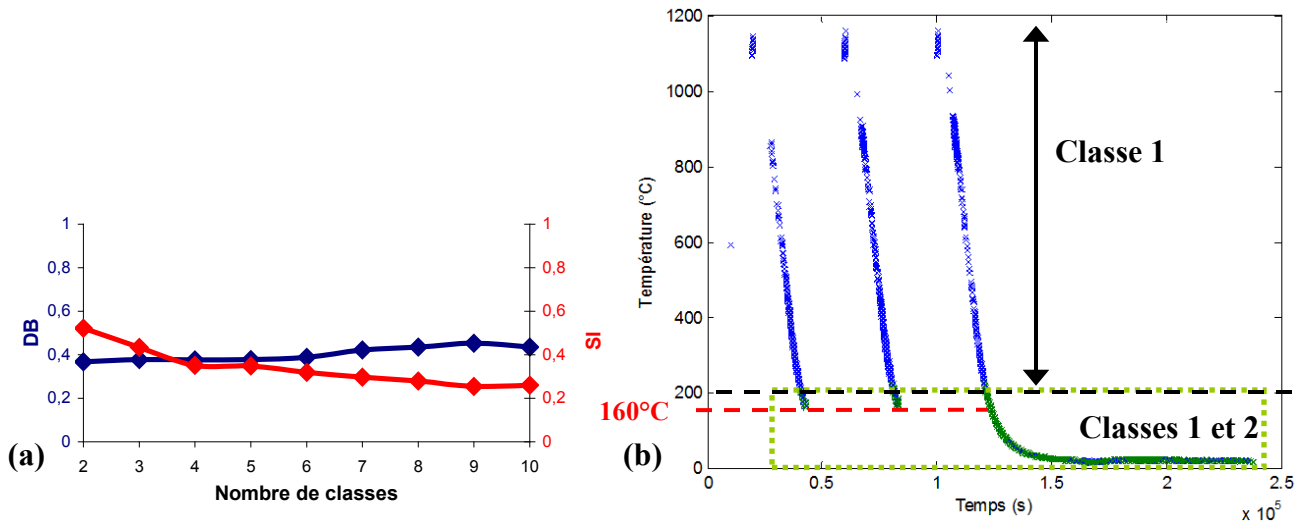 1
0,8
0,6
0,4
0,2
0
DB
1
0,8
0,6
0,4
0,2
0
SI
2 3 4 5 6 7 8 9 10
Nombre de classes
(a)
1200
1000
800
600
400
200
0
Température (°C)
160°C
Classe 1
Classes 1 et 2
0 0.5 1 1.5 2 2.5
Temps (s)
x 10⁵
(b)